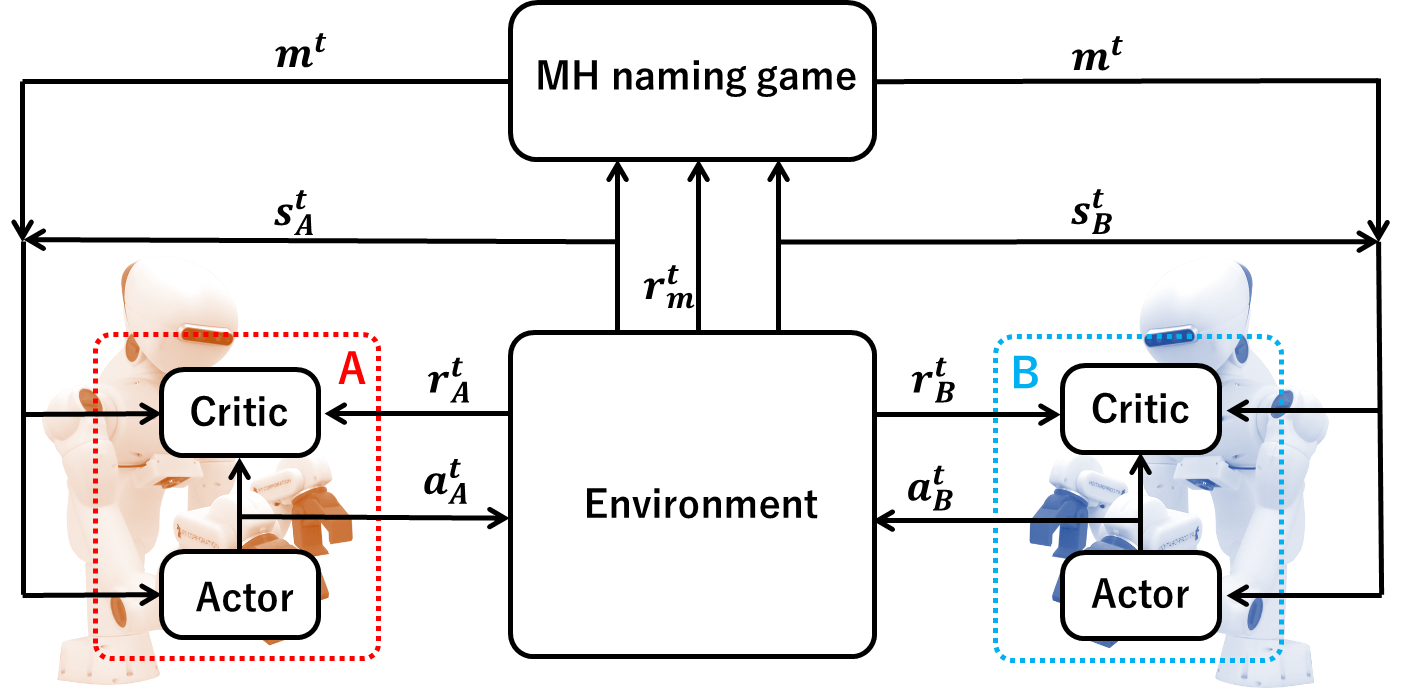 m^t
MH naming game
m^t
s_A^t
s_B^t
r_m^t
A
r_A^t
r_B^t
B
Critic
Critic
a_A^t
a_B^t
Environment
Actor
Actor